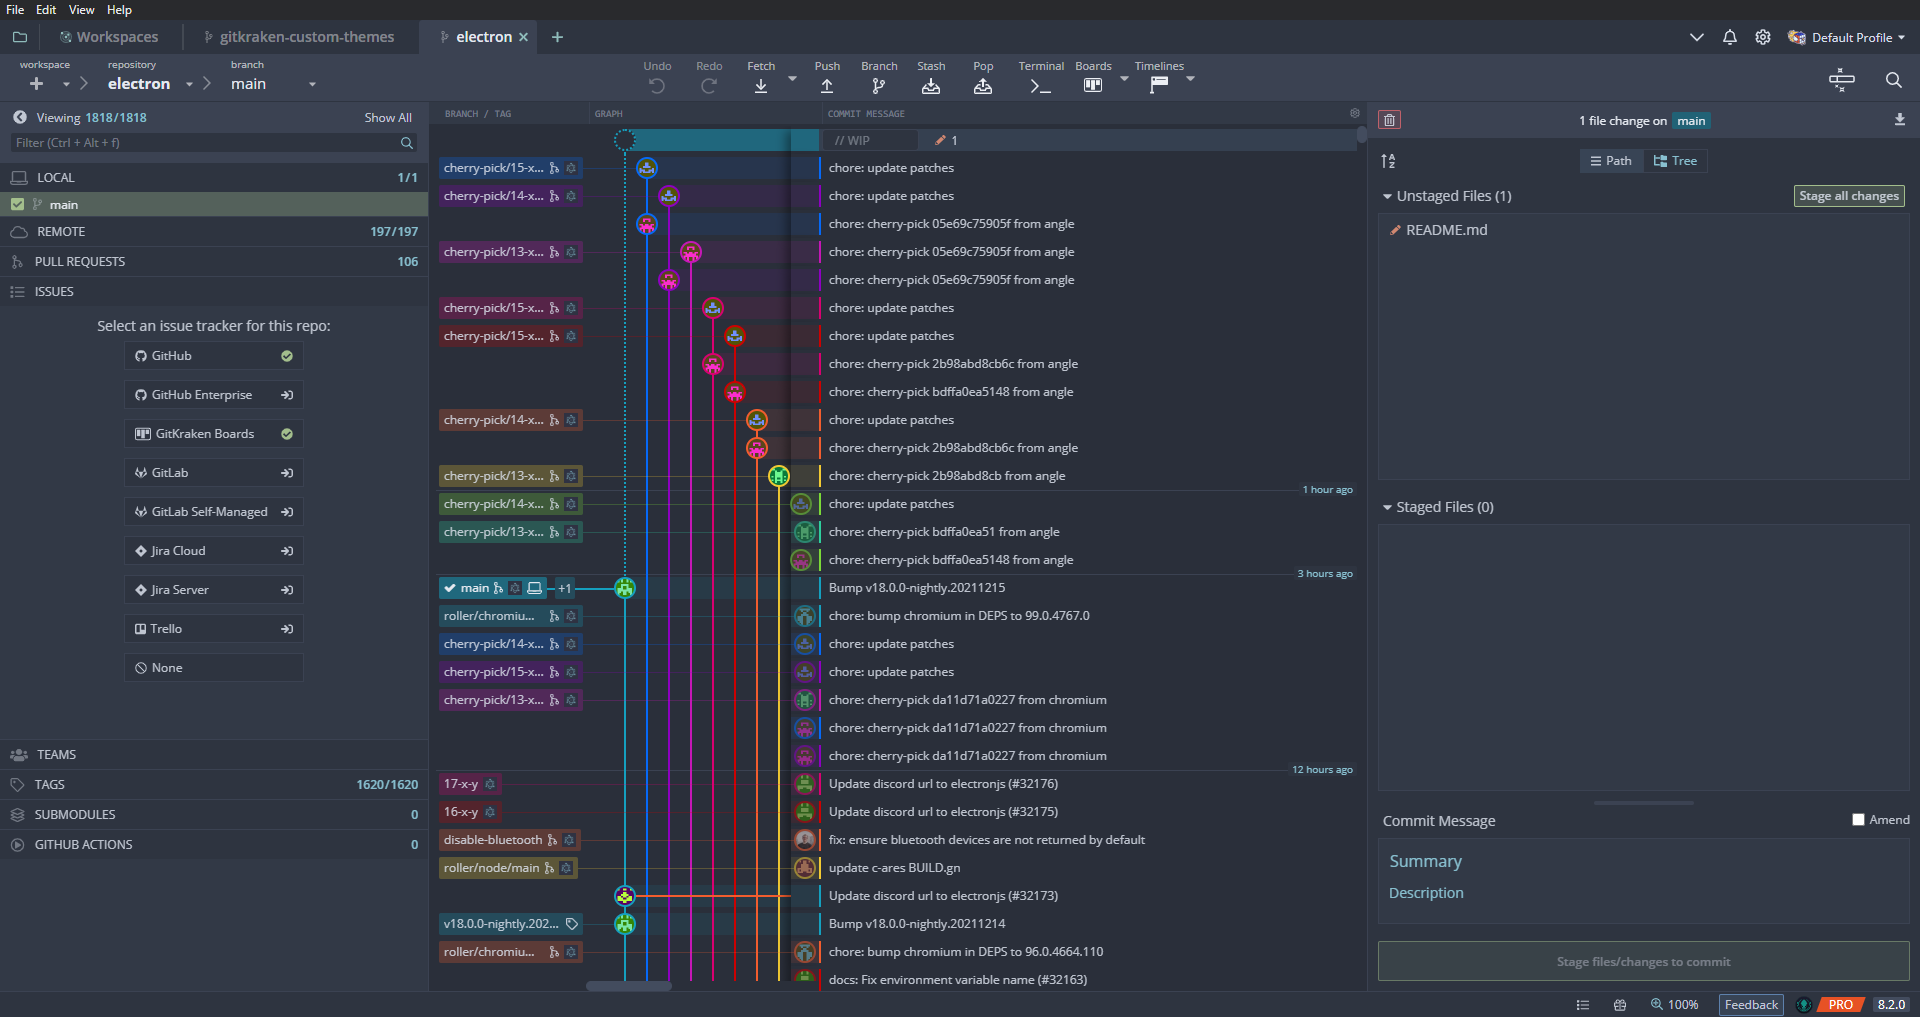 File Edit View Help
Workspaces gitkraken-custom-themes electron Default Profile
workspace repository branch
electron main
Undo Redo Fetch Push Branch Stash Pop Terminal Boards Timelines
Viewing 1818/1818 Show All
Filter (Ctrl + Alt + f)
LOCAL 1/1
main
REMOTE 197/197
PULL REQUESTS 106
ISSUES
Select an issue tracker for this repo:
GitHub
GitHub Enterprise
GitKraken Boards
GitLab
GitLab Self-Managed
Jira Cloud
Jira Server
Trello
None
TEAMS
TAGS 1620/1620
SUBMODULES 0
GITHUB ACTIONS 0
BRANCH / TAG GRAPH COMMIT MESSAGE
// WIP 1
cherry-pick/15-x... chore: update patches
cherry-pick/14-x... chore: update patches
chore: cherry-pick 05e69c75905f from angle
cherry-pick/13-x... chore: cherry-pick 05e69c75905f from angle
chore: cherry-pick 05e69c75905f from angle
cherry-pick/15-x... chore: update patches
cherry-pick/15-x... chore: update patches
chore: cherry-pick 2b98abd8cb6c from angle
chore: cherry-pick bdffa0ea5148 from angle
cherry-pick/14-x... chore: update patches
chore: cherry-pick 2b98abd8cb6c from angle
cherry-pick/13-x... chore: cherry-pick 2b98abd8cb from angle
1 hour ago
cherry-pick/14-x... chore: update patches
cherry-pick/13-x... chore: cherry-pick bdffa0ea51 from angle
chore: cherry-pick bdffa0ea5148 from angle
3 hours ago
main +1 Bump v18.0.0-nightly.20211215
roller/chromiu... chore: bump chromium in DEPS to 99.0.4767.0
cherry-pick/14-x... chore: update patches
cherry-pick/15-x... chore: update patches
cherry-pick/13-x... chore: cherry-pick da11d71a0227 from chromium
chore: cherry-pick da11d71a0227 from chromium
chore: cherry-pick da11d71a0227 from chromium
12 hours ago
17-x-y Update discord url to electronjs (#32176)
16-x-y Update discord url to electronjs (#32175)
disable-bluetooth fix: ensure bluetooth devices are not returned by default
roller/node/main update c-ares BUILD.gn
Update discord url to electronjs (#32173)
v18.0.0-nightly.202... Bump v18.0.0-nightly.20211214
roller/chromiu... chore: bump chromium in DEPS to 96.0.4664.110
docs: Fix environment variable name (#32163)
1 file change on main
Path Tree
Unstaged Files (1) Stage all changes
README.md
Staged Files (0)
Commit Message Amend
Summary
Description
Stage files/changes to commit
100% Feedback PRO 8.2.0